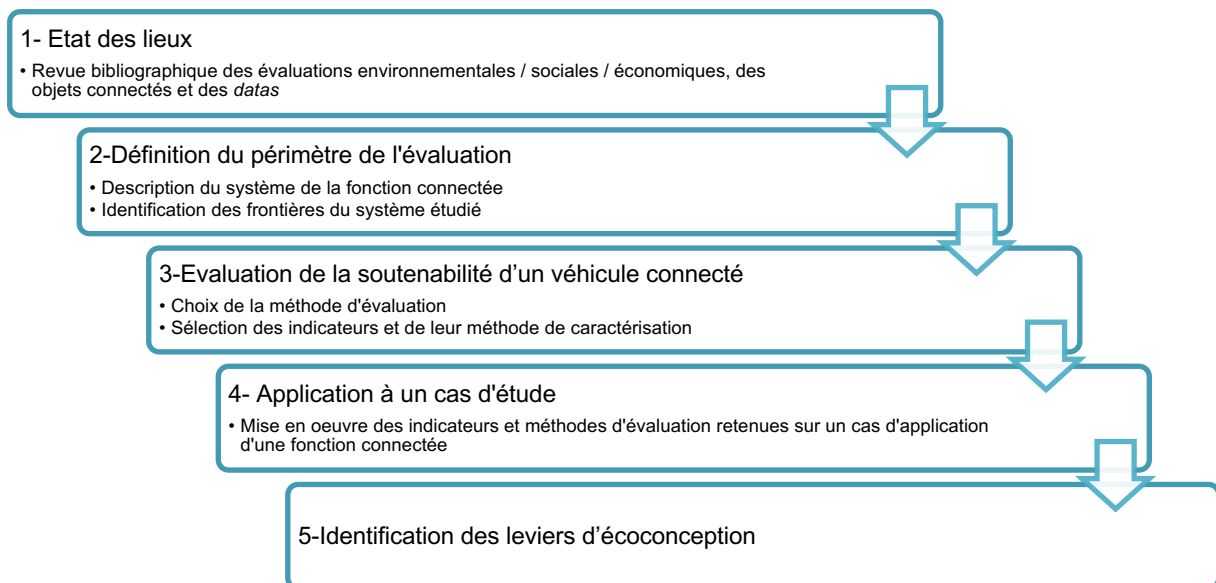 1- Etat des lieux
• Revue bibliographique des évaluations environnementales / sociales / économiques, des
objets connectés et des datas
2-Définition du périmètre de l'évaluation
• Description du système de la fonction connectée
• Identification des frontières du système étudié
3-Evaluation de la soutenabilité d’un véhicule connecté
• Choix de la méthode d'évaluation
• Sélection des indicateurs et de leur méthode de caractérisation
4- Application à un cas d'étude
• Mise en oeuvre des indicateurs et méthodes d'évaluation retenues sur un cas d'application
d'une fonction connectée
5-Identification des leviers d’écoconception